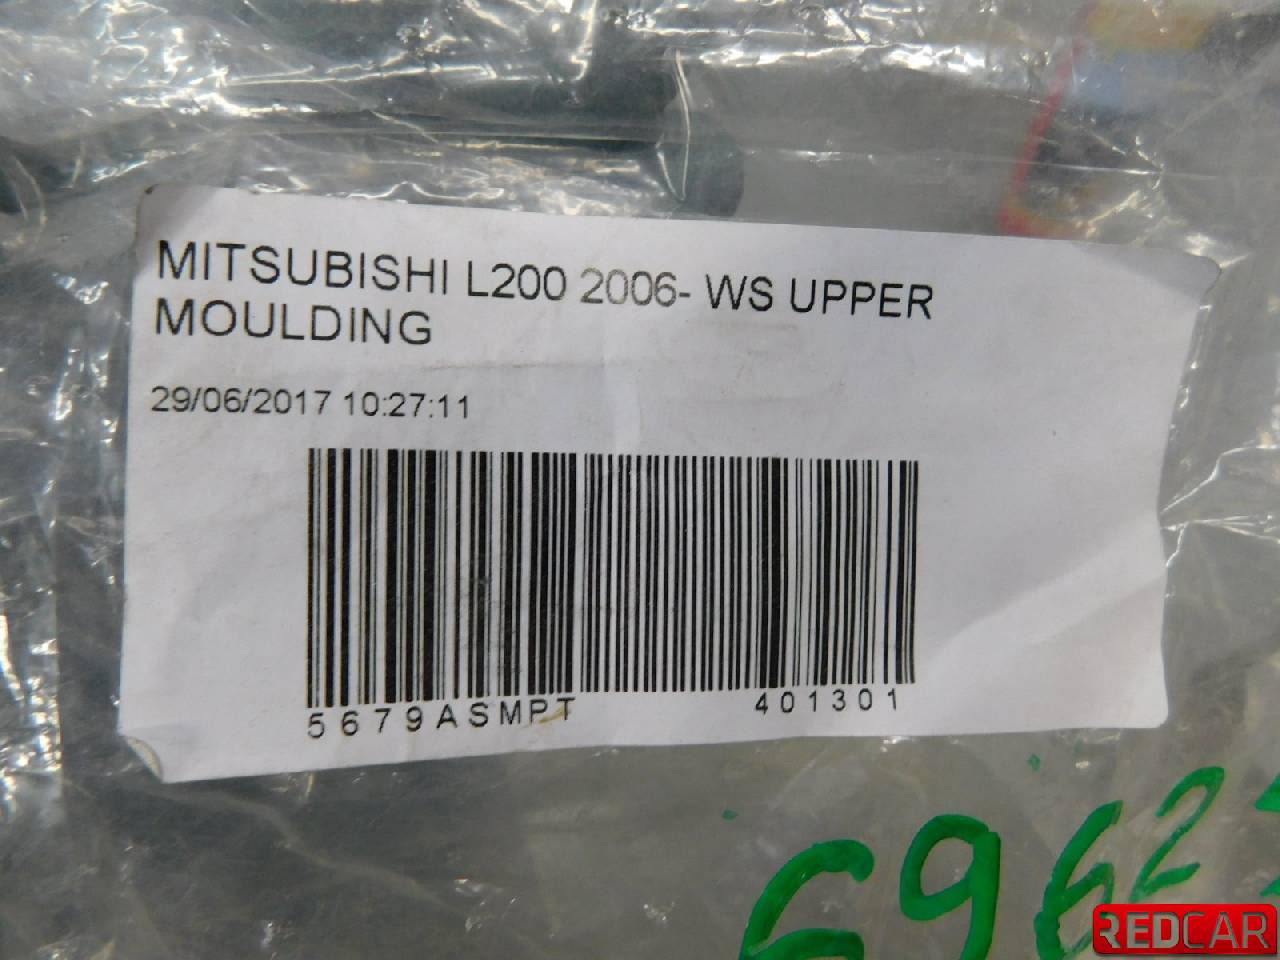 MITSUBISHI L200 2006- WS UPPER
MOULDING
29/06/2017 10:27:11
5679ASMPT 401301
REDCAR